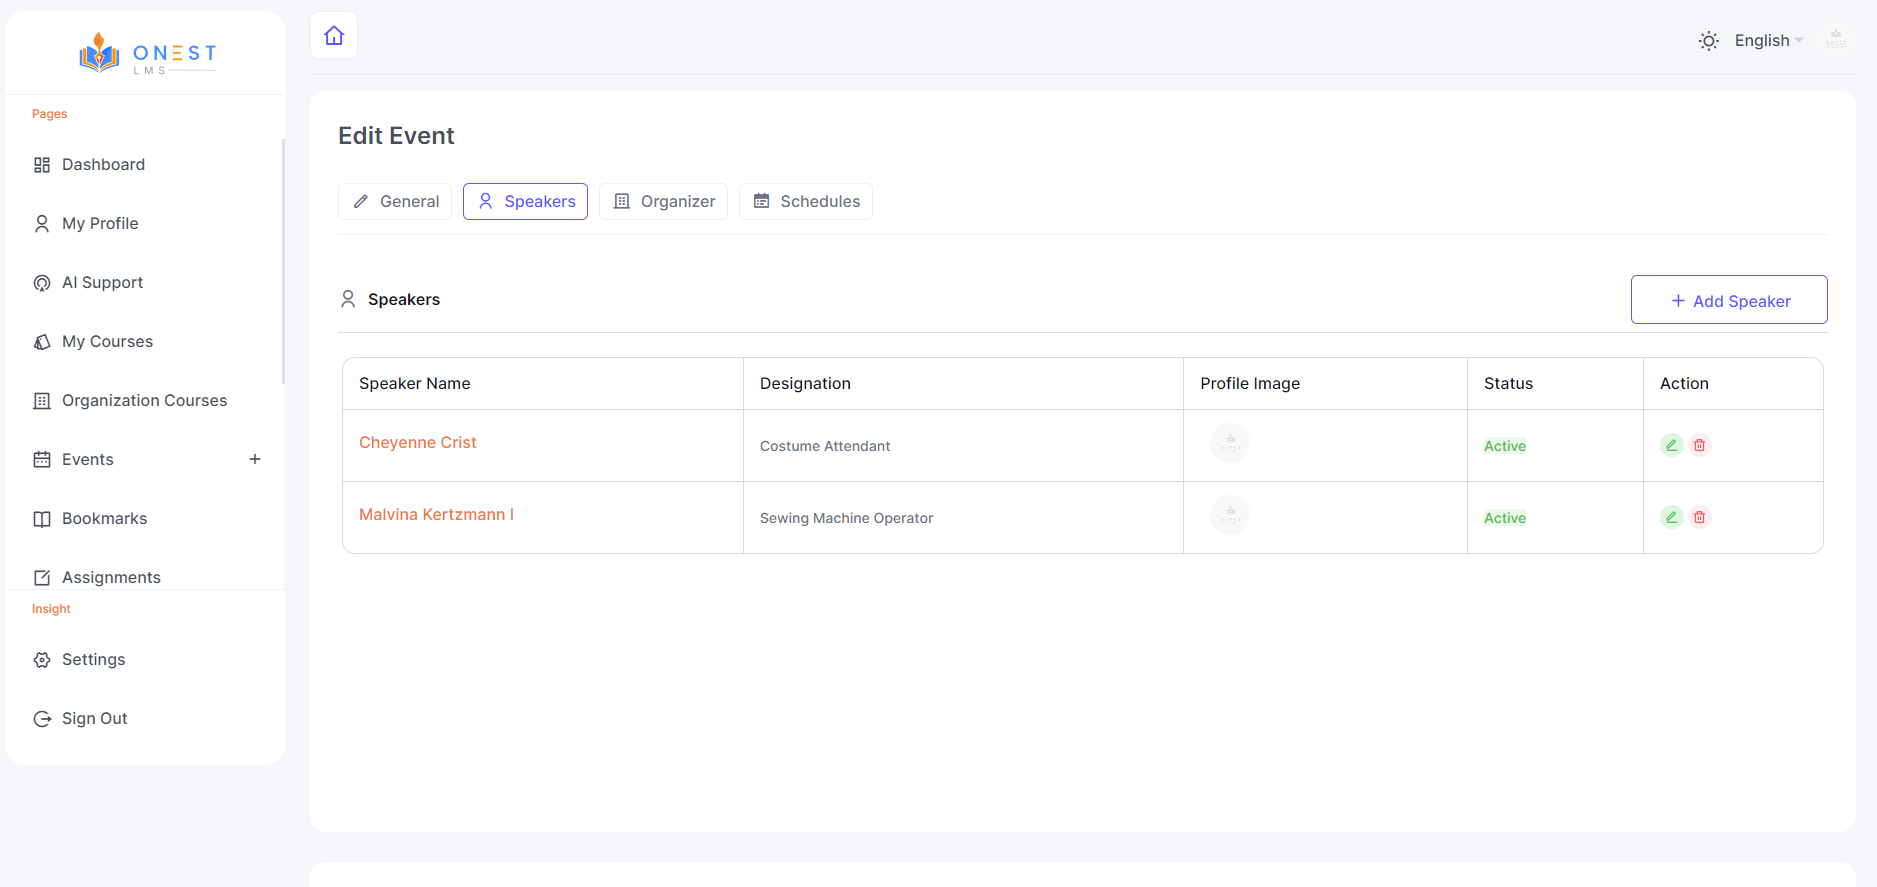 ONEST
LMS
English
Pages
Dashboard
My Profile
AI Support
My Courses
Organization Courses
Events
Bookmarks
Assignments
Insight
Settings
Sign Out
Edit Event
General
Speakers
Organizer
Schedules
Speakers
+ Add Speaker
Speaker Name Designation Profile Image Status Action
Cheyenne Crist Costume Attendant Active
Malvina Kertzmann I Sewing Machine Operator Active